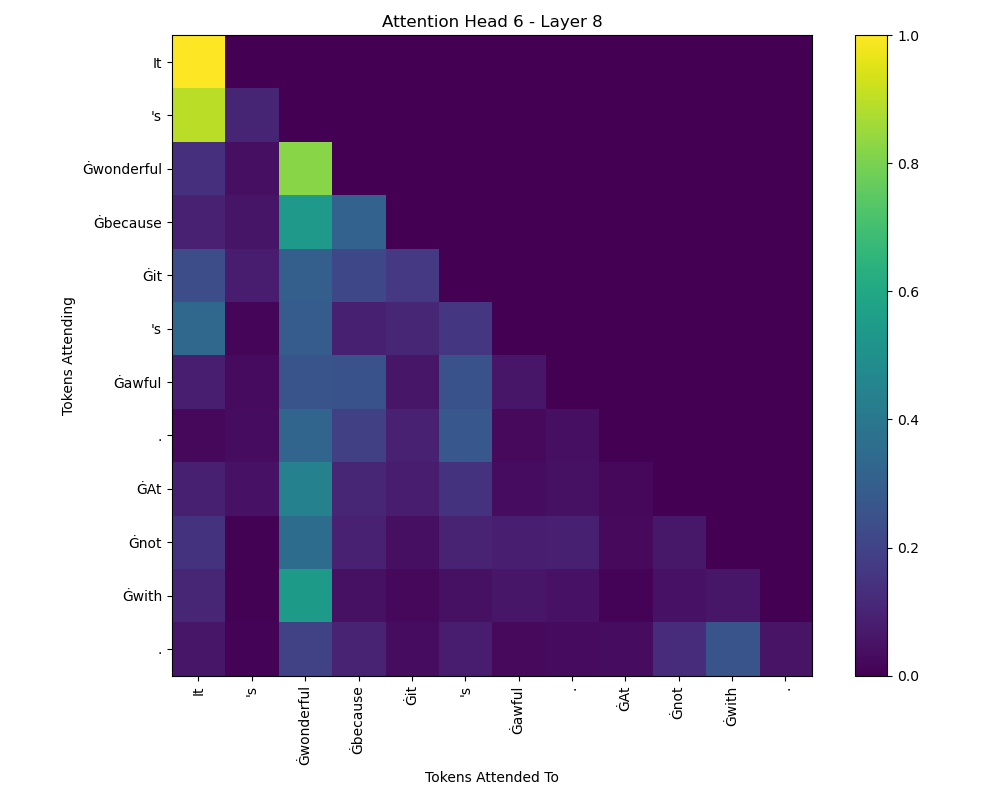 Attention Head 6 - Layer 8
It
's
Ġwonderful
Ġbecause
Ġit
's
Ġawful
.
ĠAt
Ġnot
Ġwith
.
Tokens Attending
It
's
Ġwonderful
Ġbecause
Ġit
's
Ġawful
.
ĠAt
Ġnot
Ġwith
.
Tokens Attended To
1.0
0.8
0.6
0.4
0.2
0.0